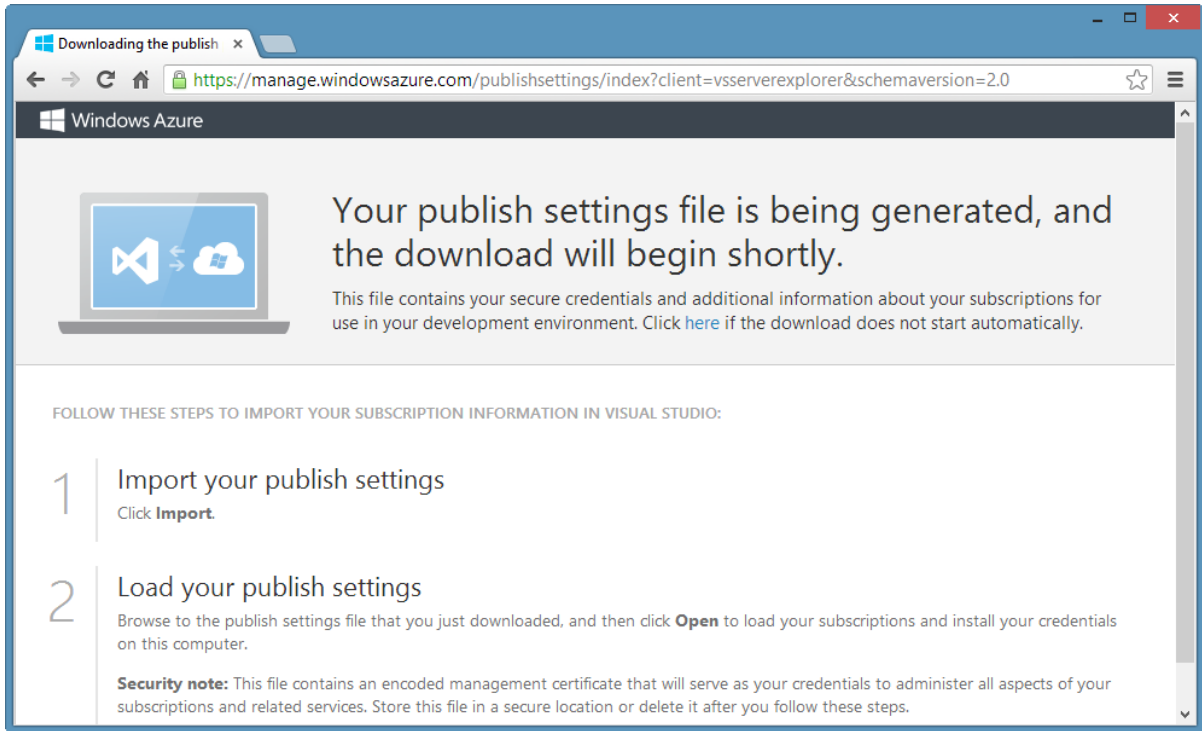 Downloading the publish
https://manage.windowsazure.com/publishsettings/index?client=vsserverexplorer&schemaversion=2.0
Windows Azure
Your publish settings file is being generated, and
the download will begin shortly.
This file contains your secure credentials and additional information about your subscriptions for
use in your development environment. Click here if the download does not start automatically.
FOLLOW THESE STEPS TO IMPORT YOUR SUBSCRIPTION INFORMATION IN VISUAL STUDIO:
1 Import your publish settings
Click Import.
2 Load your publish settings
Browse to the publish settings file that you just downloaded, and then click Open to load your subscriptions and install your credentials
on this computer.
Security note: This file contains an encoded management certificate that will serve as your credentials to administer all aspects of your
subscriptions and related services. Store this file in a secure location or delete it after you follow these steps.